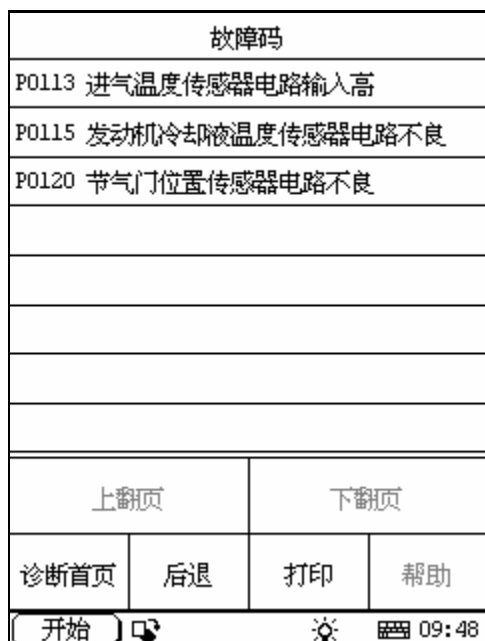 故障码
P0113 进气温度传感器电路输入高
P0115 发动机冷却液温度传感器电路不良
P0120 节气门位置传感器电路不良
上翻页 下翻页
诊断首页 后退 打印 帮助
开始 09:48